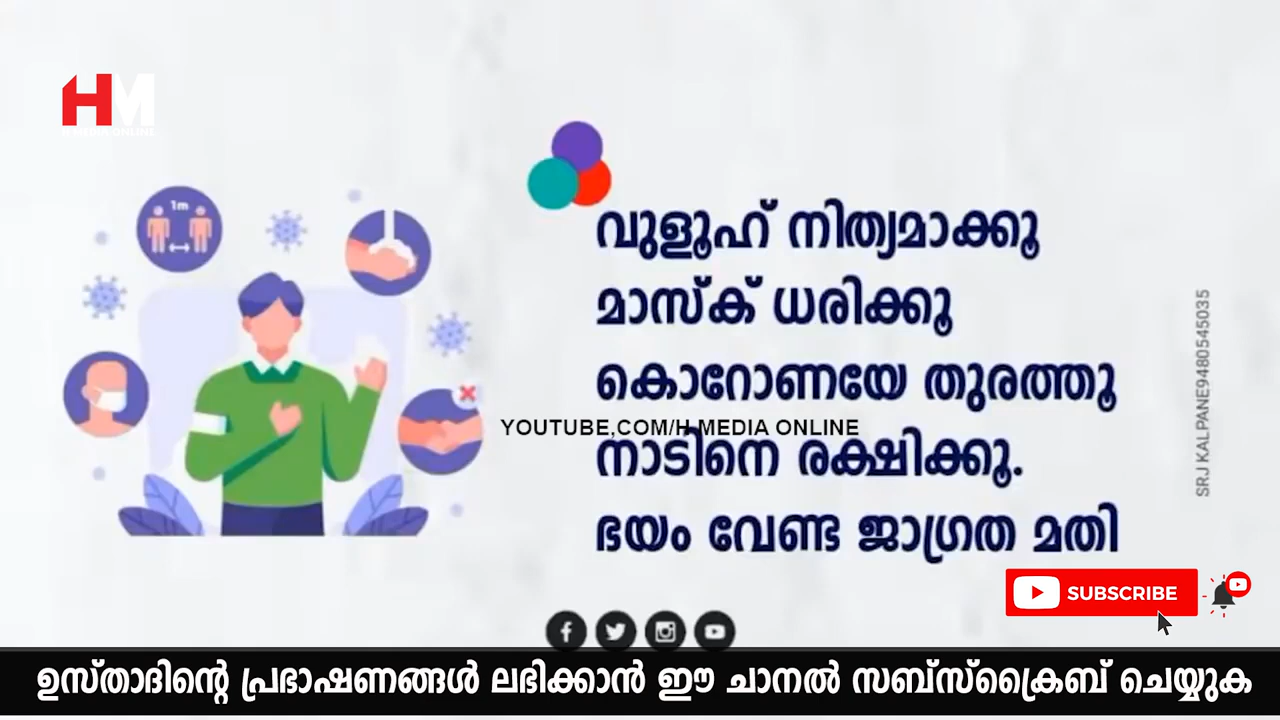 HM
H MEDIA ONLINE
1m
വുളൂഹ് നിത്യമാക്കൂ
മാസ്ക് ധരിക്കൂ
കൊറോണയേ തുരത്തൂ
YOUTUBE,COM/H MEDIA ONLINE
നാടിനെ രക്ഷിക്കൂ.
ഭയം വേണ്ട ജാഗ്രത മതി
SRJ KALPANE9480545035
SUBSCRIBE
ഉസ്താദിന്റെ പ്രഭാഷണങ്ങൾ ലഭിക്കാൻ ഈ ചാനൽ സബ്സ്ക്രൈബ് ചെയ്യുക